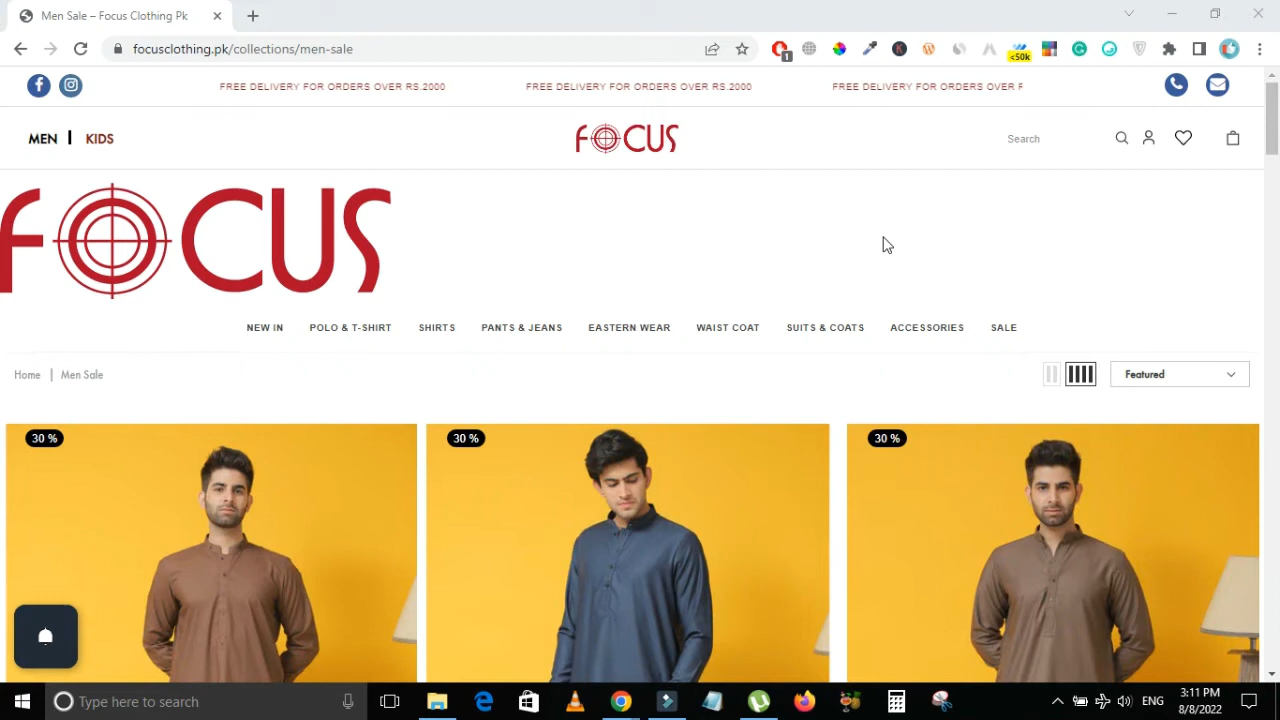 Men Sale – Focus Clothing Pk
focusclothing.pk/collections/men-sale
1
<50k
FREE DELIVERY FOR ORDERS OVER RS.2000
FREE DELIVERY FOR ORDERS OVER RS.2000
FREE DELIVERY FOR ORDERS OVER F
MEN | KIDS
FOCUS
Search
FOCUS
NEW IN
POLO & T-SHIRT
SHIRTS
PANTS & JEANS
EASTERN WEAR
WAIST COAT
SUITS & COATS
ACCESSORIES
SALE
Home | Men Sale
Featured
30 %
30 %
30 %
Type here to search
ENG
3:11 PM
8/8/2022